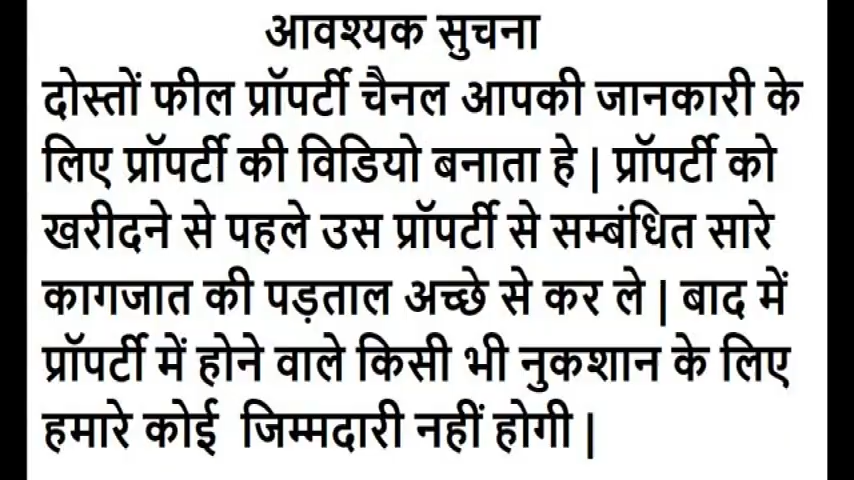 आवश्यक सुचना
दोस्तों फील प्रॉपर्टी चैनल आपकी जानकारी के
लिए प्रॉपर्टी की विडियो बनाता हे | प्रॉपर्टी को
खरीदने से पहले उस प्रॉपर्टी से सम्बंधित सारे
कागजात की पड़ताल अच्छे से कर ले | बाद में
प्रॉपर्टी में होने वाले किसी भी नुकशान के लिए
हमारे कोई जिम्मदारी नहीं होगी |